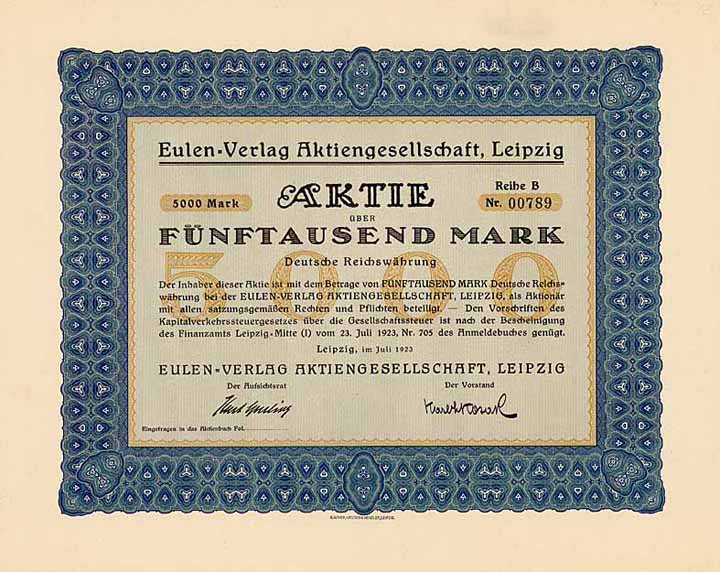 Eulen-Verlag Aktiengesellschaft, Leipzig
5000 Mark
AKTIE
Reihe B
Nr. 00789
ÜBER
FÜNFTAUSEND MARK
Deutsche Reichswährung
5000
Der Inhaber dieser Aktie ist mit dem Betrage von FÜNFTAUSEND MARK Deutsche Reichs-
währung bei der EULEN-VERLAG AKTIENGESELLSCHAFT, LEIPZIG, als Aktionär
mit allen satzungsgemäßen Rechten und Pflichten beteiligt. — Den Vorschriften des
Kapitalverkehrssteuergesetzes über die Gesellschaftssteuer ist nach der Bescheinigung
des Finanzamts Leipzig-Mitte (I) vom 23. Juli 1923, Nr. 705 des Anmeldebuches genügt.
Leipzig, im Juli 1923
EULEN-VERLAG AKTIENGESELLSCHAFT, LEIPZIG
Der Aufsichtsrat
Der Vorstand
Eingetragen in das Aktienbuch Fol.